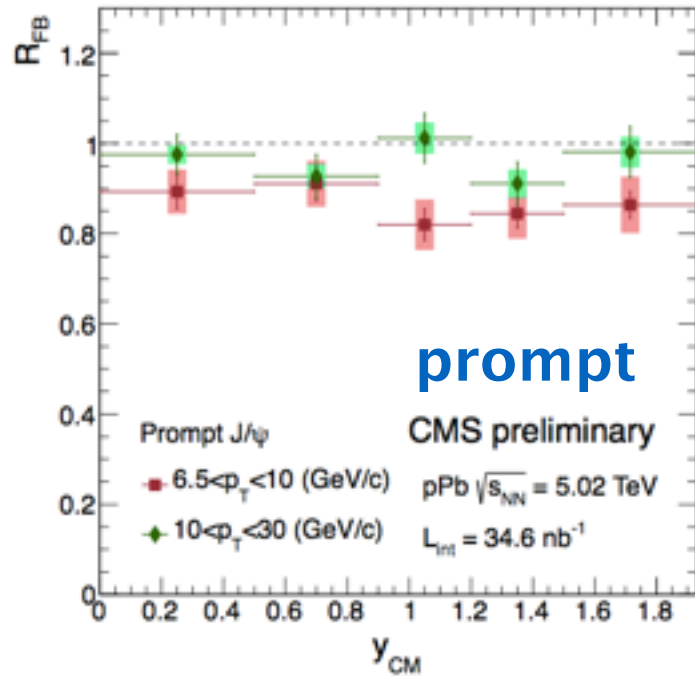 R_FB
1.2
1
0.8
0.6
0.4
0.2
0
prompt
Prompt J/ψ
CMS preliminary
6.5<p_T<10 (GeV/c)
pPb √s_NN = 5.02 TeV
10<p_T<30 (GeV/c)
L_int = 34.6 nb⁻¹
0 0.2 0.4 0.6 0.8 1 1.2 1.4 1.6 1.8
y_CM